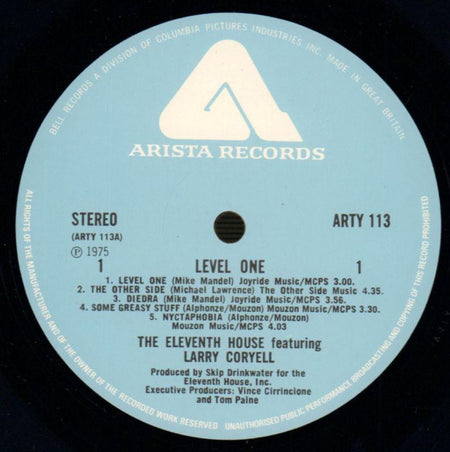 BELL RECORDS A DIVISION OF COLUMBIA PICTURES INDUSTRIES INC. MADE IN GREAT BRITAIN
ARISTA RECORDS
STEREO
ARTY 113
(ARTY 113A)
℗ 1975
1
LEVEL ONE
1
1. LEVEL ONE (Mike Mandel) Joyride Music/MCPS 3.00.
2. THE OTHER SIDE (Michael Lawrence) The Other Side Music 4.35.
3. DIEDRA (Mike Mandel) Joyride Music/MCPS 3.56.
4. SOME GREASY STUFF (Alphonze/Mouzon) Mouzon Music/MCPS 3.30.
5. NYCTAPHOBIA (Alphonze/Mouzon)
Mouzon Music/MCPS 4.03
THE ELEVENTH HOUSE featuring
LARRY CORYELL
Produced by Skip Drinkwater for the
Eleventh House, Inc.
Executive Producers: Vince Cirrincione
and Tom Paine
ALL RIGHTS OF THE MANUFACTURER AND OF THE OWNER OF THE RECORDED WORK RESERVED
UNAUTHORISED PUBLIC PERFORMANCE BROADCASTING AND COPYING OF THIS RECORD PROHIBITED